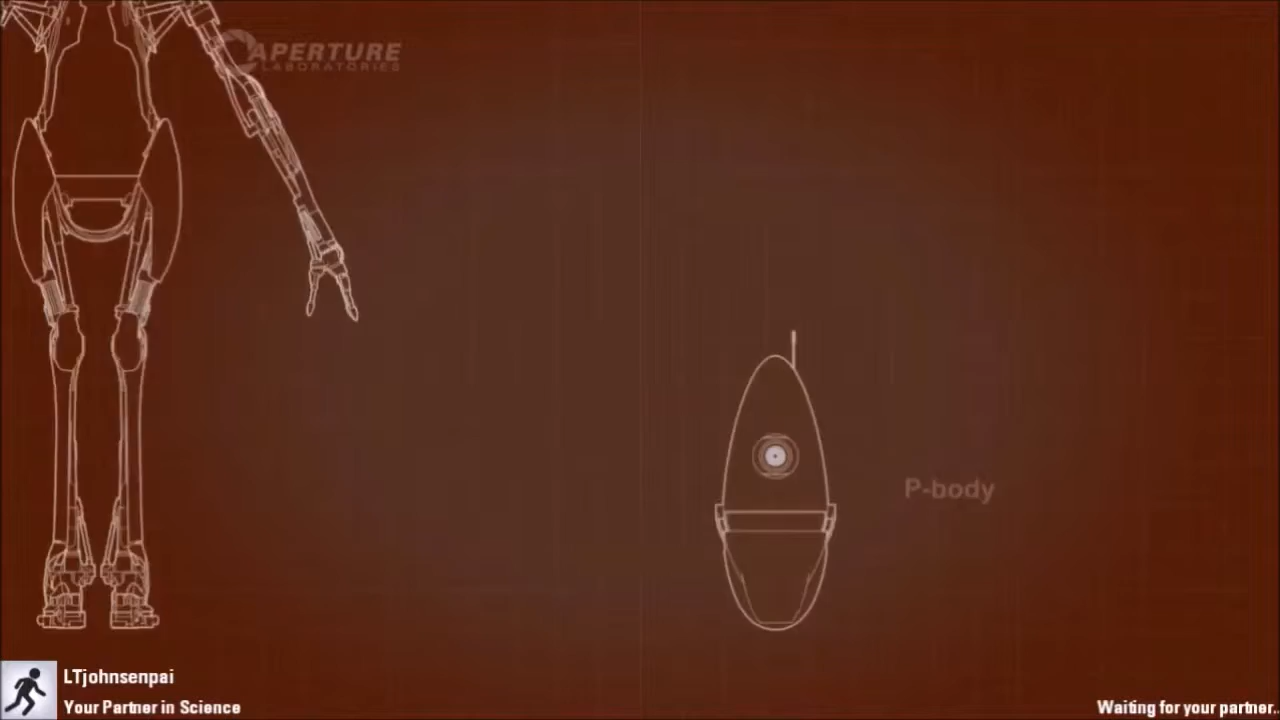 APERTURE
LABORATORIES
P-body
LTjohnsenpai
Your Partner in Science
Waiting for your partner..